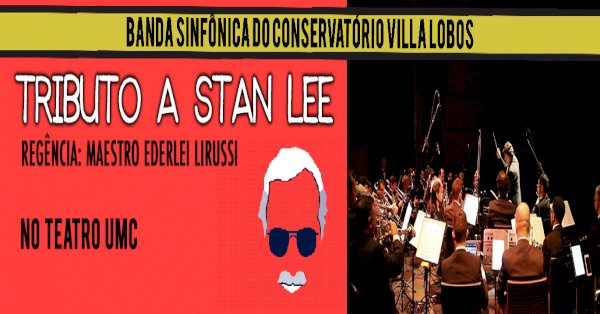 BANDA SINFÔNICA DO CONSERVATÓRIO VILLA LOBOS
TRIBUTO A STAN LEE
REGÊNCIA: MAESTRO EDERLEI LIRUSSI
NO TEATRO UMC